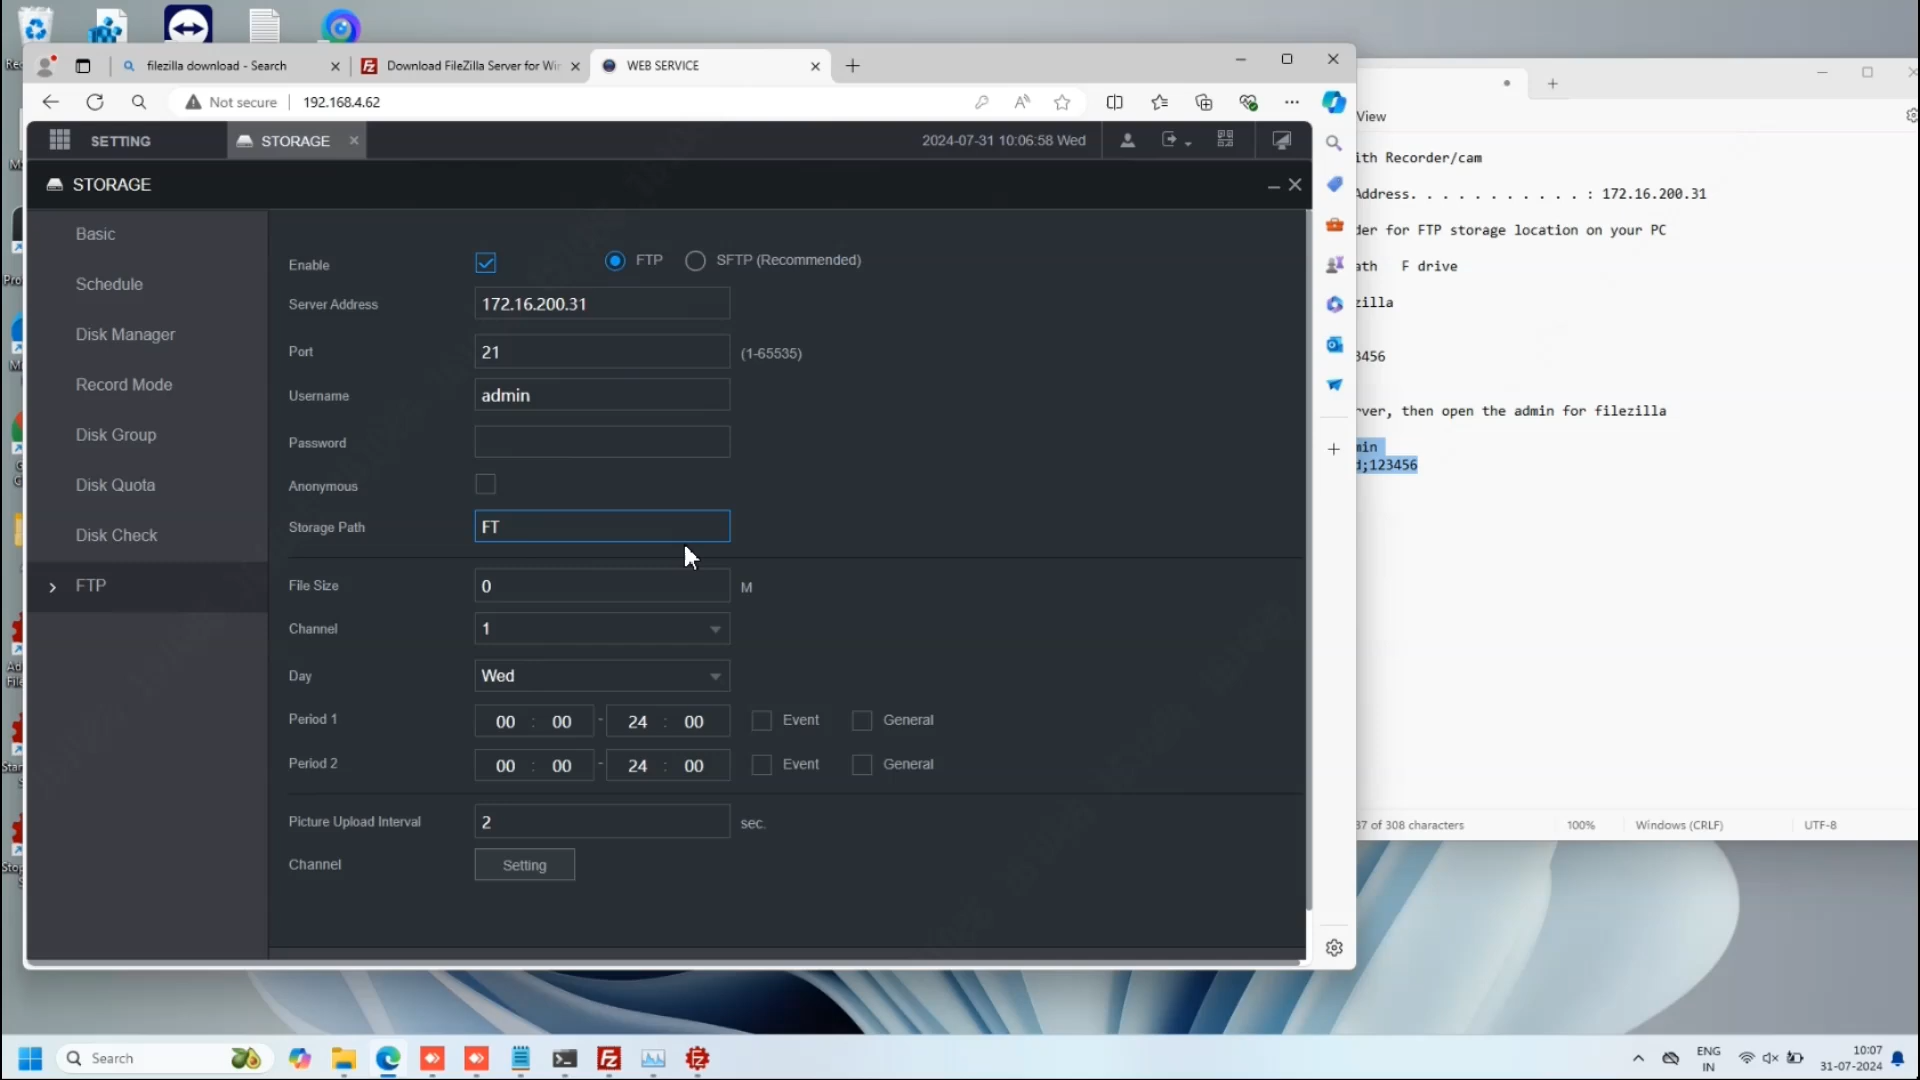 filezilla download - Search
Download FileZilla Server for Win
WEB SERVICE
Not secure
192.168.4.62
SETTING
STORAGE
2024-07-31 10:06:58 Wed
STORAGE
Basic
Schedule
Disk Manager
Record Mode
Disk Group
Disk Quota
Disk Check
FTP
Enable
FTP
SFTP (Recommended)
Server Address
172.16.200.31
Port
21
(1-65535)
Username
admin
Password
Anonymous
Storage Path
FT
File Size
0
M
Channel
1
Day
Wed
Period 1
00 : 00 - 24 : 00
Event
General
Period 2
00 : 00 - 24 : 00
Event
General
Picture Upload Interval
2
sec.
Channel
Setting
View
ith Recorder/cam
Address. . . . . . . . . . . : 172.16.200.31
der for FTP storage location on your PC
ath F drive
zilla
3456
rver, then open the admin for filezilla
min
d;123456
37 of 308 characters
100%
Windows (CRLF)
UTF-8
Search
ENG
IN
10:07
31-07-2024